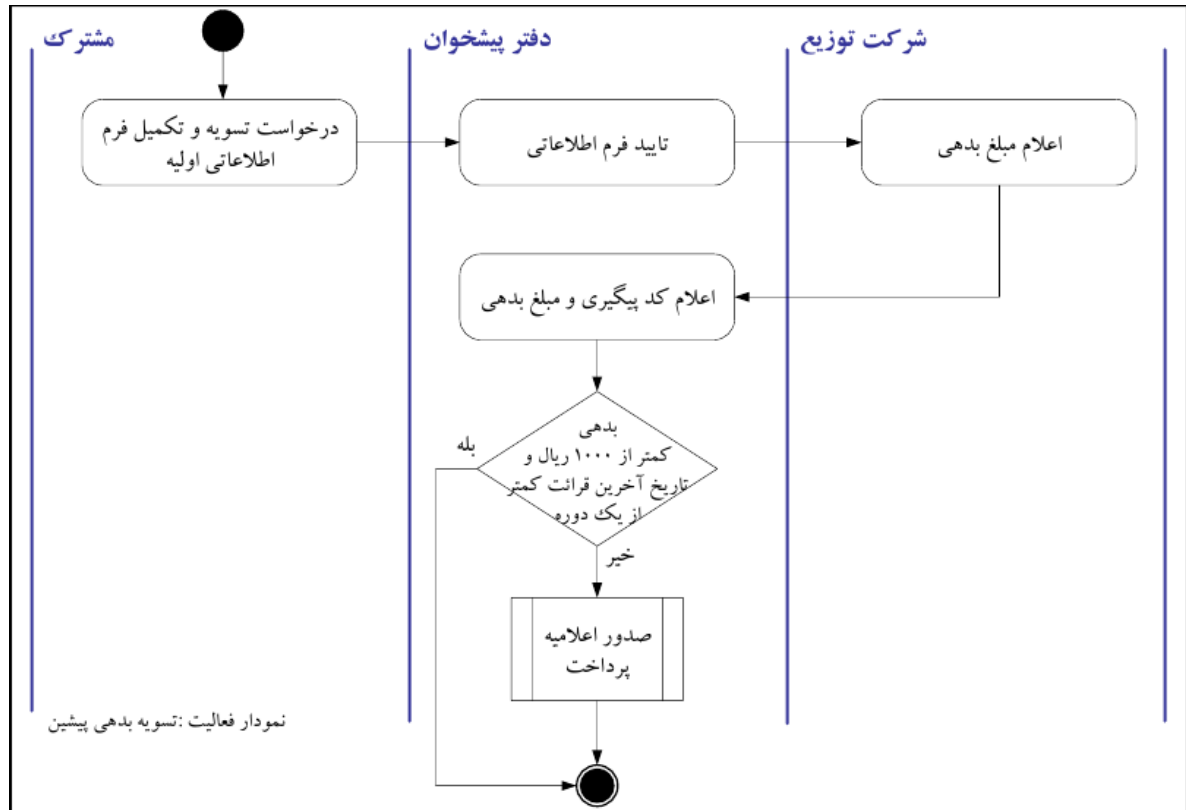 مشترك
دفتر پیشخوان
شرکت توزیع
درخواست تسویه و تکمیل فرم
اطلاعاتی اولیه
تایید فرم اطلاعاتی
اعلام مبلغ بدهی
اعلام کد پیگیری و مبلغ بدهی
بدهی
کمتر از ۱۰۰۰ ریال و
تاریخ آخرین قرائت کمتر
از یك دوره
بله
خیر
صدور اعلامیه
پرداخت
نمودار فعالیت :تسویه بدهی پیشین